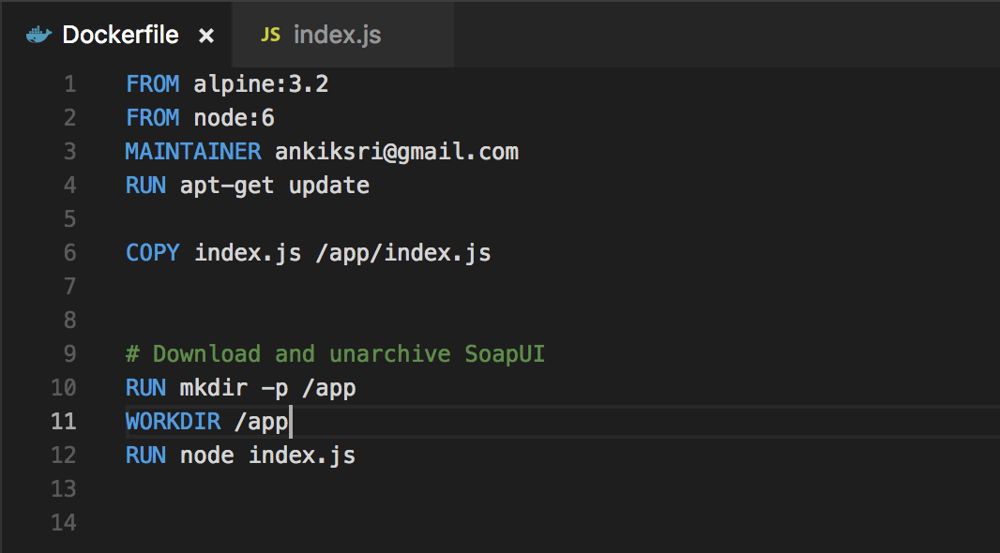 Dockerfile × JS index.js
1 FROM alpine:3.2
2 FROM node:6
3 MAINTAINER ankiksri@gmail.com
4 RUN apt-get update
5
6 COPY index.js /app/index.js
7
8
9 # Download and unarchive SoapUI
10 RUN mkdir -p /app
11 WORKDIR /app
12 RUN node index.js
13
14